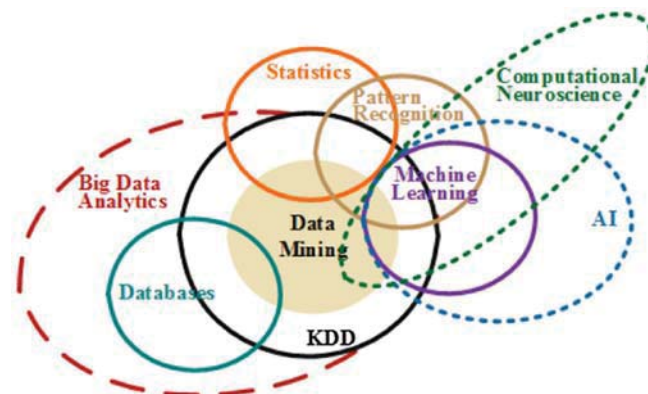 Statistics
Computational
Neuroscience
Pattern
Recognition
Big Data
Analytics
Machine
Learning
AI
Data
Mining
Databases
KDD